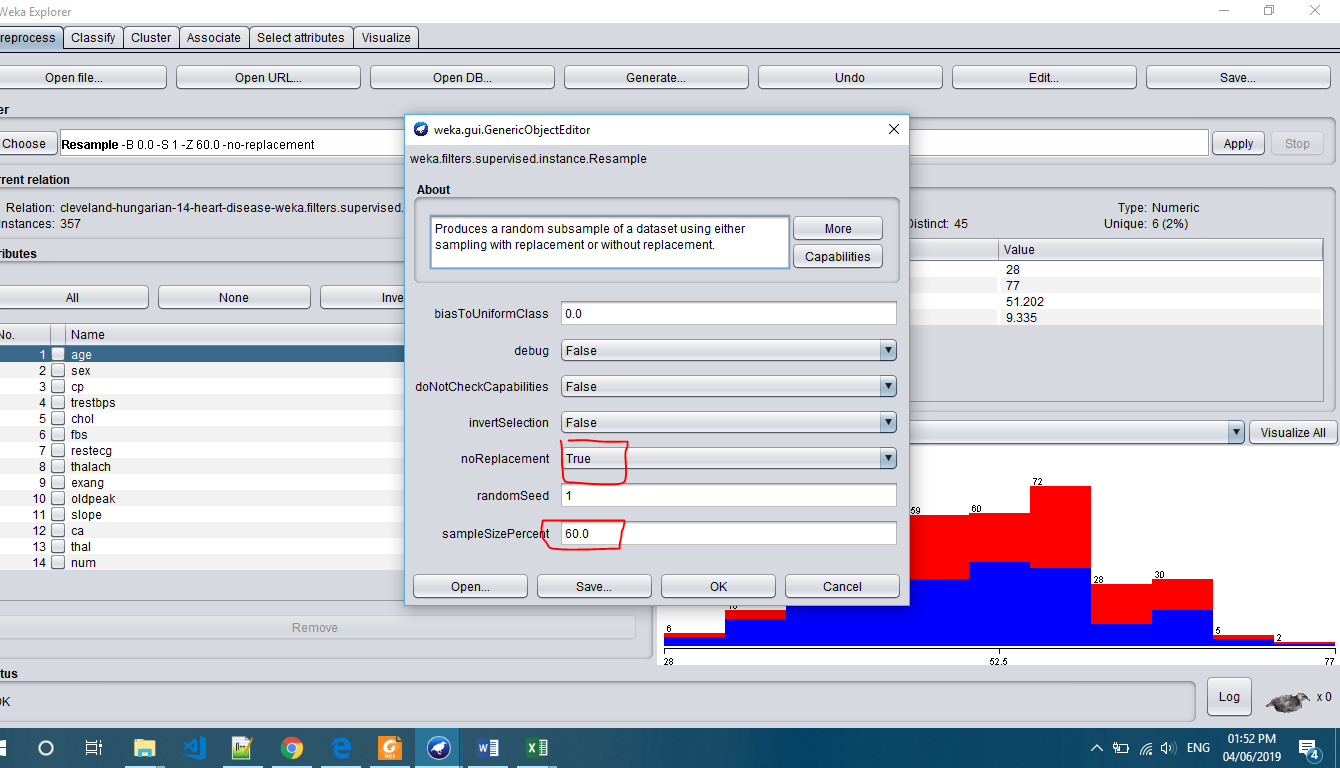 Weka Explorer
reprocess Classify Cluster Associate Select attributes Visualize
Open file... Open URL... Open DB... Generate... Undo Edit... Save...
er
Choose Resample -B 0.0 -S 1 -Z 60.0 -no-replacement Apply Stop
rrent relation
Relation: cleveland-hungarian-14-heart-disease-weka.filters.supervised.
nstances: 357
ributes
All None Inve
No. Name
1 age
2 sex
3 cp
4 trestbps
5 chol
6 fbs
7 restecg
8 thalach
9 exang
10 oldpeak
11 slope
12 ca
13 thal
14 num
Remove
weka.gui.GenericObjectEditor
weka.filters.supervised.instance.Resample
About
Produces a random subsample of a dataset using either
sampling with replacement or without replacement.
More
Capabilities
biasToUniformClass 0.0
debug False
doNotCheckCapabilities False
invertSelection False
noReplacement True
randomSeed 1
sampleSizePercent 60.0
Open... Save... OK Cancel
Type: Numeric
Distinct: 45 Unique: 6 (2%)
Value
28
77
51.202
9.335
Visualize All
6 59 60 72 28 30 5 2
28 52.5 77
tus
OK
Log x 0
ENG 01:52 PM
04/06/2019
4